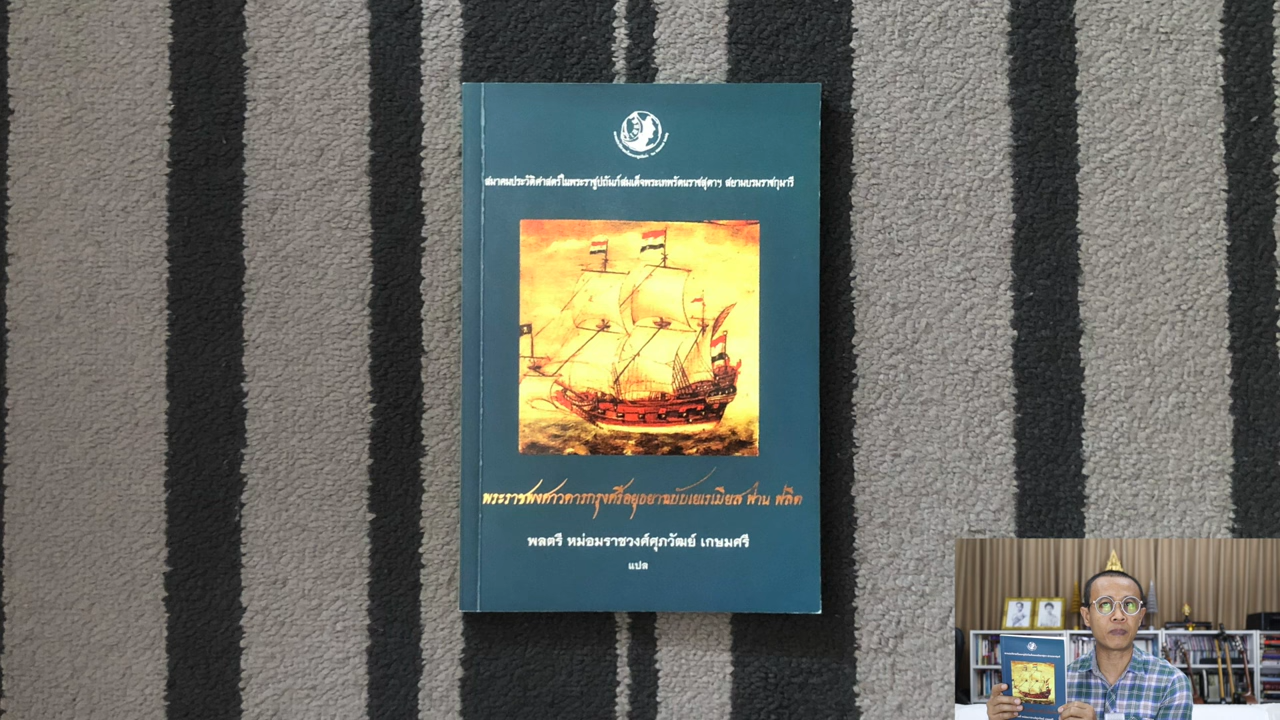 สมาคมประวัติศาสตร์ในพระราชูปถัมภ์สมเด็จพระเทพรัตนราชสุดาฯ สยามบรมราชกุมารี
พระราชพงศาวดารกรุงศรีอยุธยาฉบับเยเรเมียส ฟาน ฟลีต
พลตรี หม่อมราชวงศ์ศุภวัฒย์ เกษมศรี
แปล